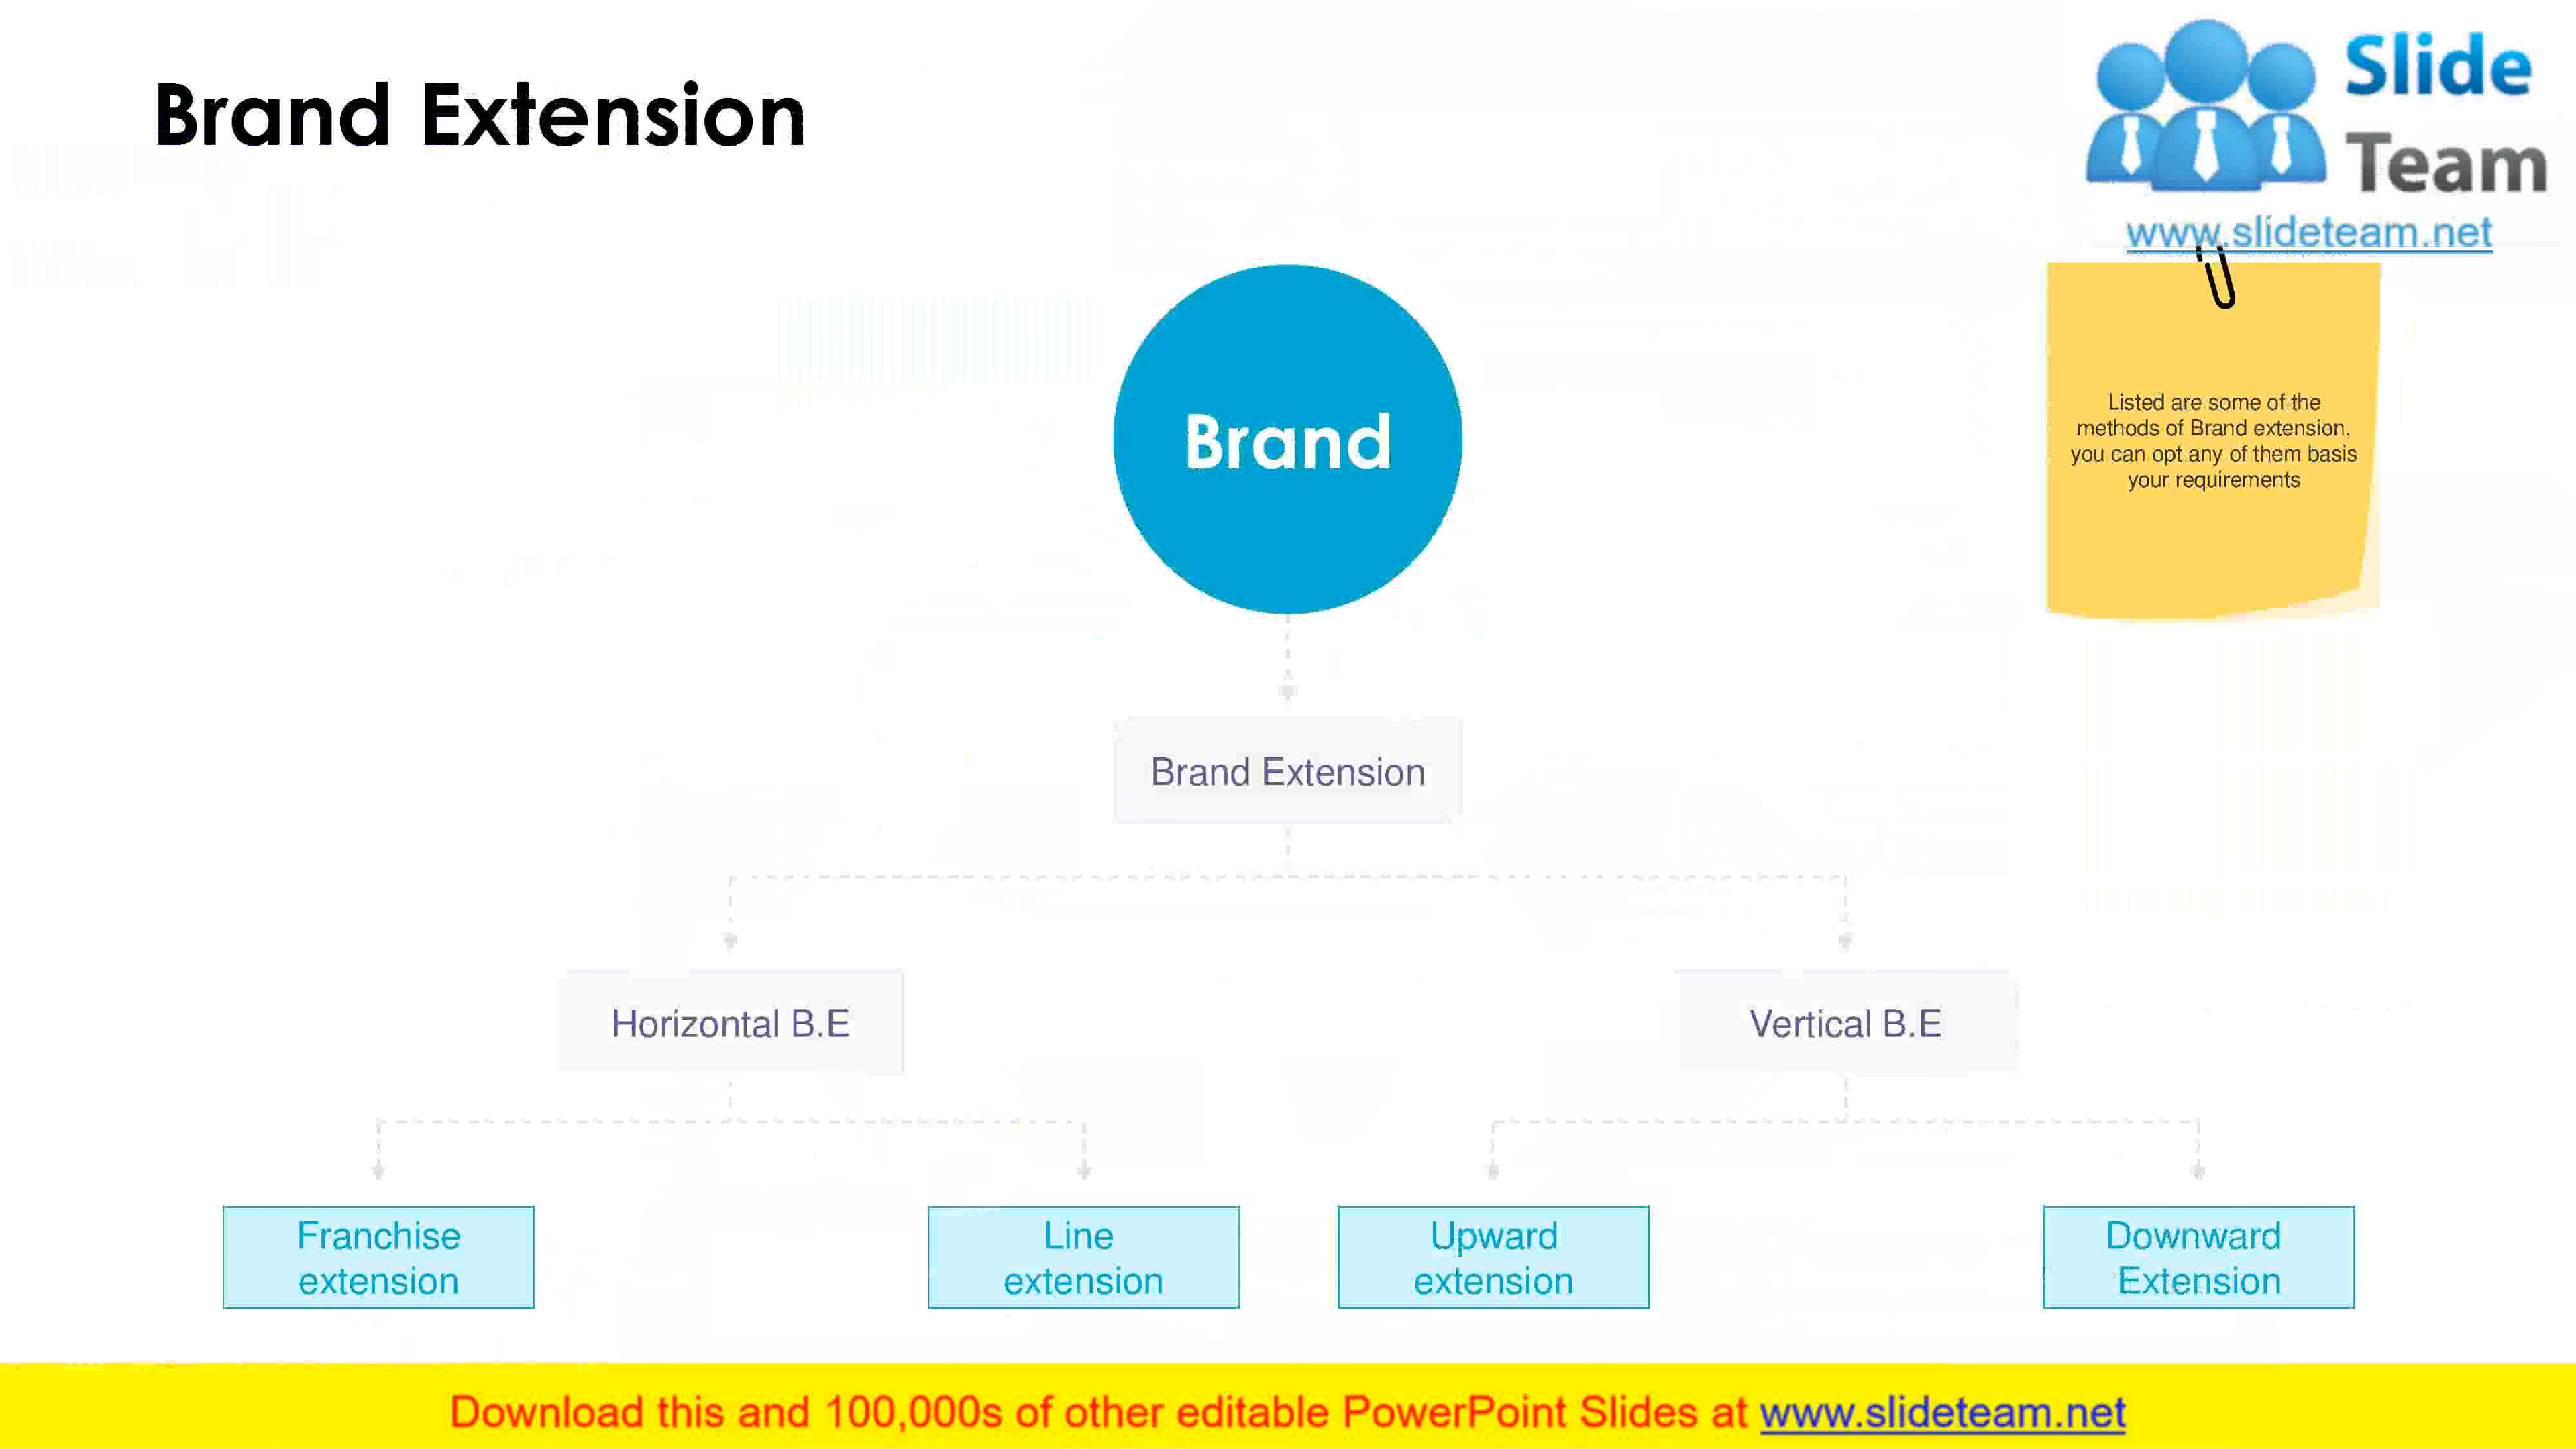 Brand Extension
Slide
Team
www.slideteam.net
Brand
Listed are some of the
methods of Brand extension,
you can opt any of them basis
your requirements
Brand Extension
Horizontal B.E
Vertical B.E
Franchise
extension
Line
extension
Upward
extension
Downward
Extension
Download this and 100,000s of other editable PowerPoint Slides at www.slideteam.net